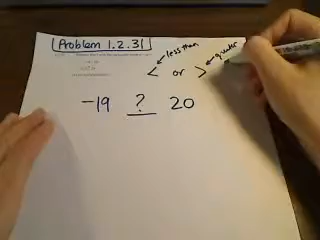 Problem 1.2.31
less than greater
< or >
-19 ? 20